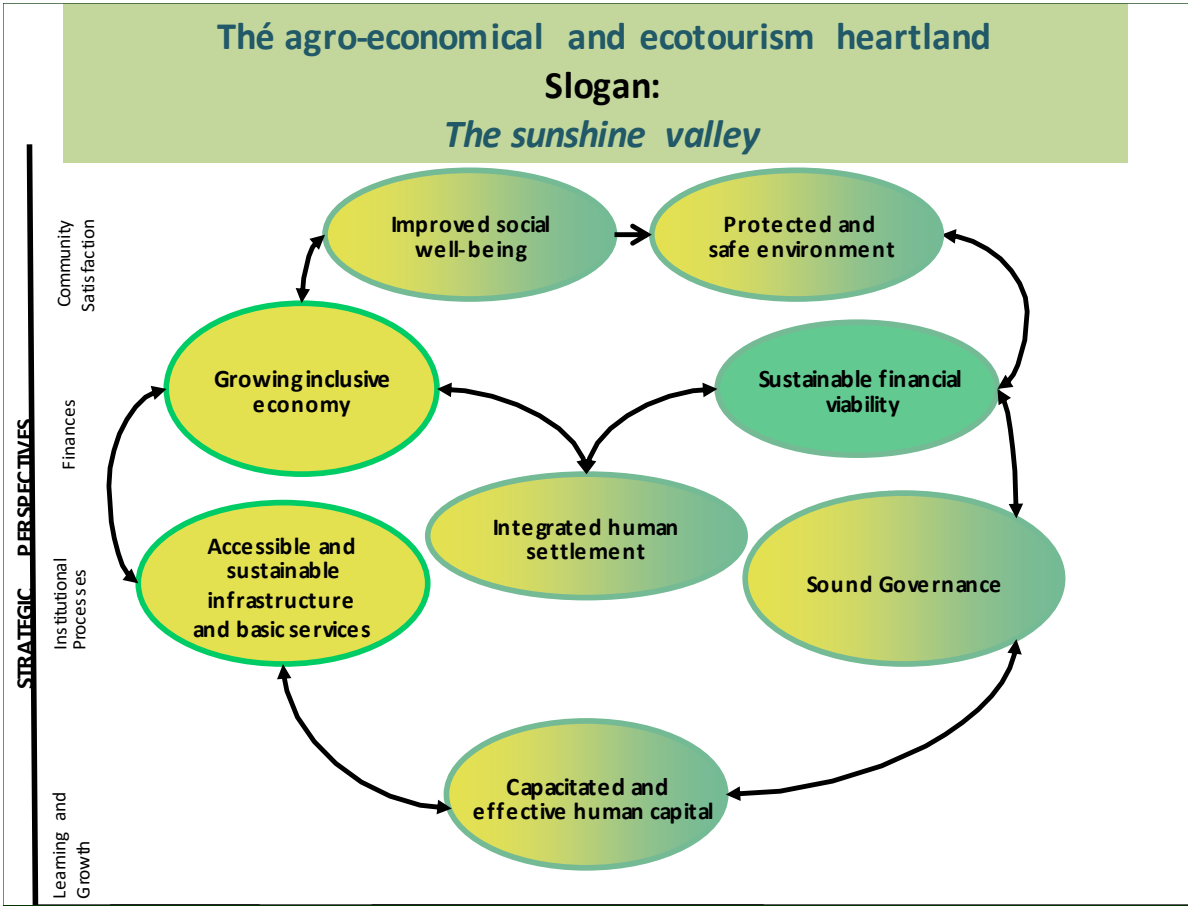 Thé agro-economical and ecotourism heartland
Slogan:
The sunshine valley
STRATEGIC PERSPECTIVES
Community
Satisfaction
Improved social
well-being
Protected and
safe environment
Finances
Growing inclusive
economy
Sustainable financial
viability
Institutional
Processes
Accessible and
sustainable
infrastructure
and basic services
Integrated human
settlement
Sound Governance
Learning and
Growth
Capacitated and
effective human capital